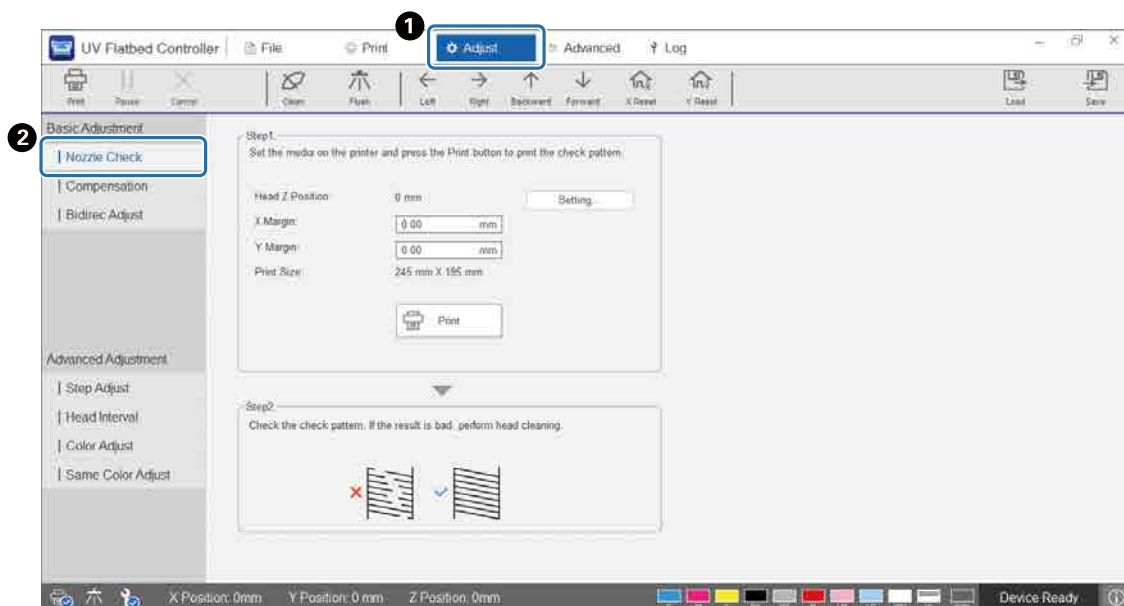 1
UV Flatbed Controller File Print Adjust Advanced Log
Print Pause Cancel Clean Flush Left Right Backward Forward X Reset Y Reset Load Save
2
Basic Adjustment
Nozzle Check
Compensation
Bidirec Adjust
Step1.
Set the media on the printer and press the Print button to print the check pattern.
Head Z Position: 0 mm Setting...
X Margin: 0.00 mm
Y Margin: 0.00 mm
Print Size: 245 mm X 195 mm
Print
Advanced Adjustment
Step Adjust
Head Interval
Color Adjust
Same Color Adjust
Step2.
Check the check pattern. If the result is bad, perform head cleaning.
X Position: 0mm Y Position: 0 mm Z Position: 0mm Device Ready